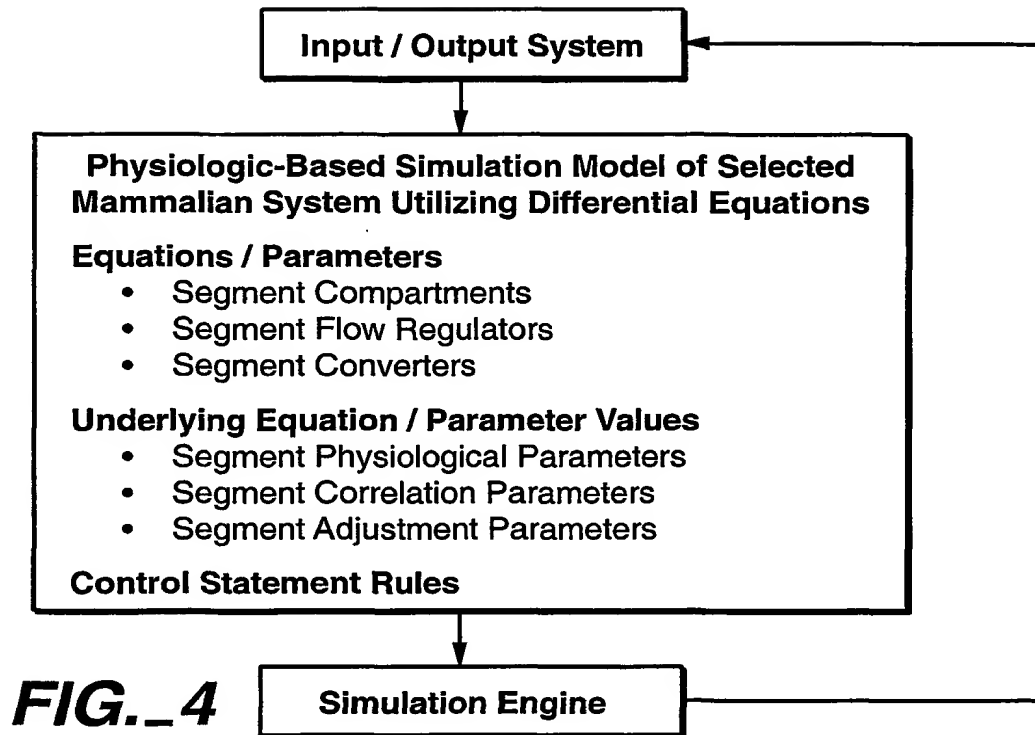 Input / Output System
Physiologic-Based Simulation Model of Selected
Mammalian System Utilizing Differential Equations
Equations / Parameters
• Segment Compartments
• Segment Flow Regulators
• Segment Converters
Underlying Equation / Parameter Values
• Segment Physiological Parameters
• Segment Correlation Parameters
• Segment Adjustment Parameters
Control Statement Rules
Simulation Engine
FIG._4